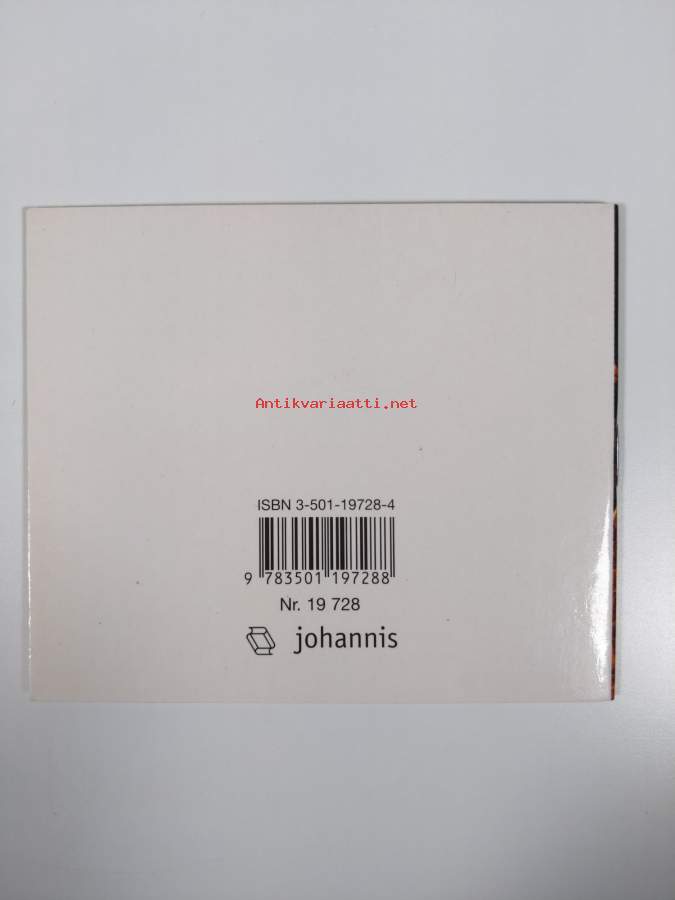 Antikvariaatti.net
ISBN 3-501-19728-4
9 783501 197288
Nr. 19 728
johannis